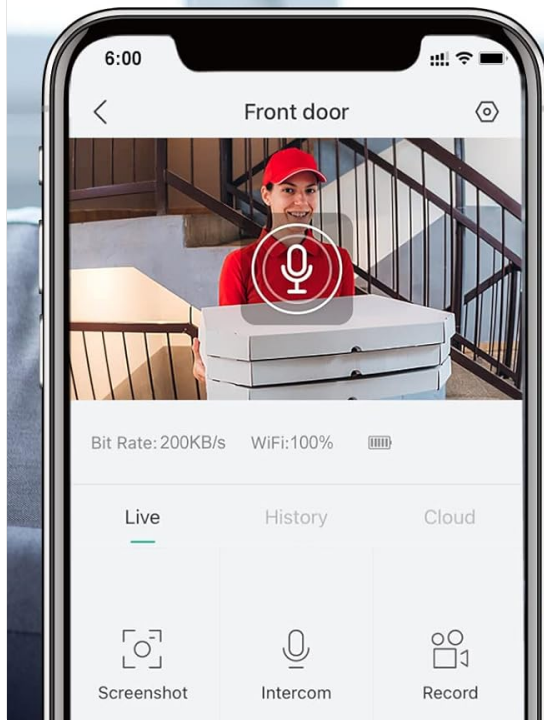 6:00
Front door
Bit Rate: 200KB/s WiFi:100%
Live History Cloud
Screenshot Intercom Record